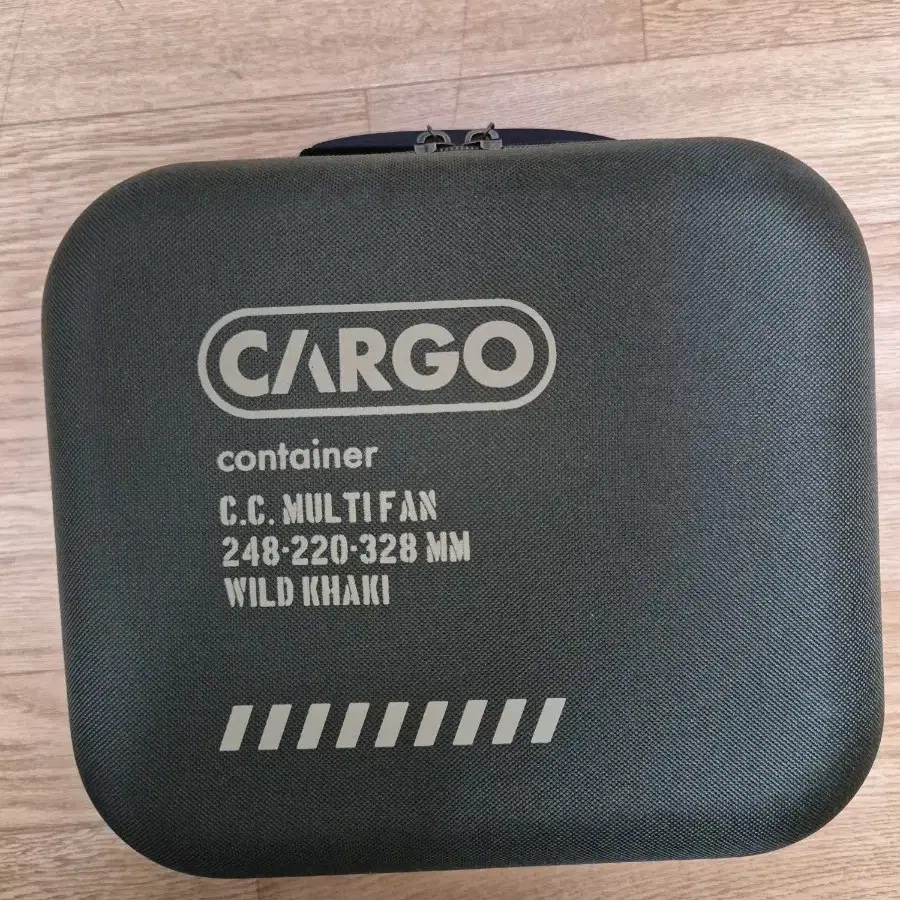 CARGO
container
C.C. MULTI FAN
248-220-328 MM
WILD KHAKI